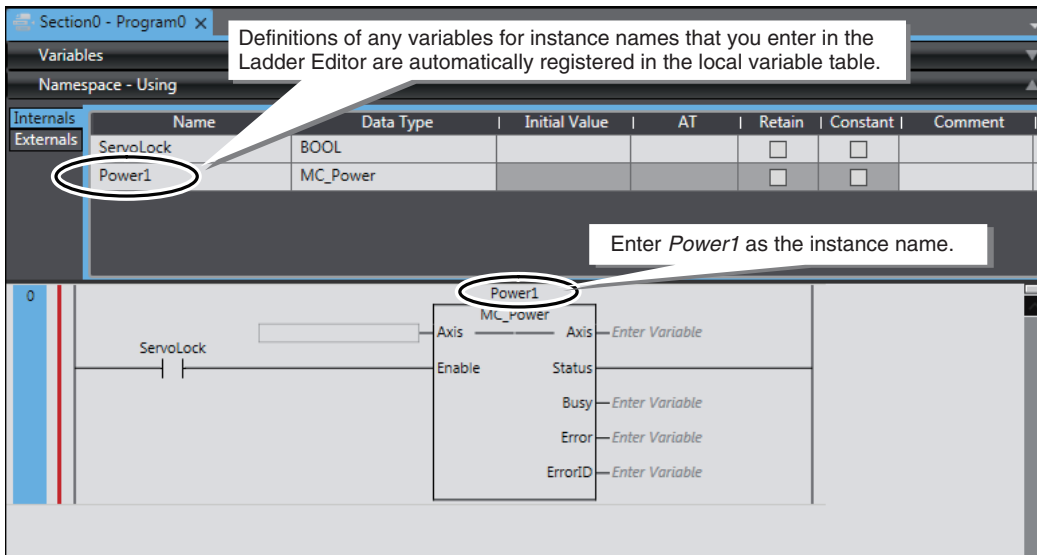 Section0 - Program0 ×
Definitions of any variables for instance names that you enter in the
Ladder Editor are automatically registered in the local variable table.
Variables
Namespace - Using
Internals
Externals
Name | Data Type | Initial Value | AT | Retain | Constant | Comment
ServoLock BOOL
Power1 MC_Power
Enter Power1 as the instance name.
0
Power1
MC_Power
Axis Axis Enter Variable
ServoLock
Enable Status
Busy Enter Variable
Error Enter Variable
ErrorID Enter Variable